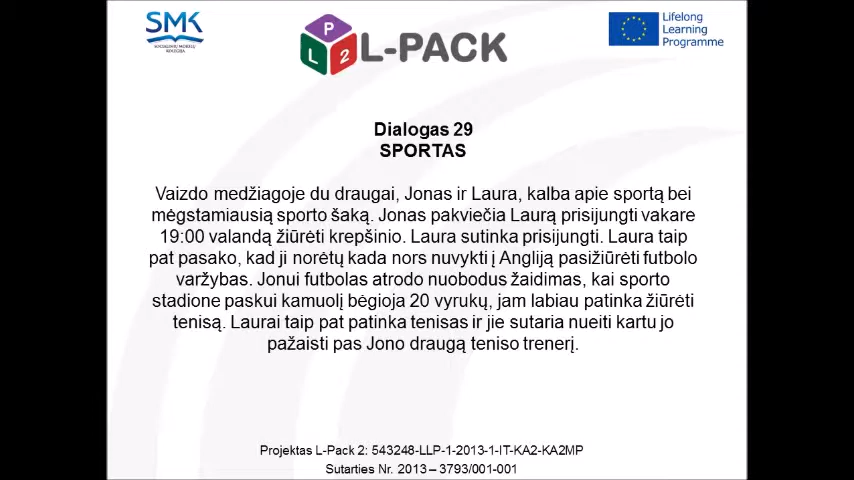 SMK
SOCIALINIŲ MOKSLŲ
KOLEGIJA
P
L
2
L-PACK
Lifelong
Learning
Programme
Dialogas 29
SPORTAS
Vaizdo medžiagoje du draugai, Jonas ir Laura, kalba apie sportą bei
mėgstamiausią sporto šaką. Jonas pakviečia Laurą prisijungti vakare
19:00 valandą žiūrėti krepšinio. Laura sutinka prisijungti. Laura taip
pat pasako, kad ji norėtų kada nors nuvykti į Angliją pasižiūrėti futbolo
varžybas. Jonui futbolas atrodo nuobodus žaidimas, kai sporto
stadione paskui kamuolį bėgioja 20 vyrukų, jam labiau patinka žiūrėti
tenisą. Laurai taip pat patinka tenisas ir jie sutaria nueiti kartu jo
pažaisti pas Jono draugą teniso trenerį.
Projektas L-Pack 2: 543248-LLP-1-2013-1-IT-KA2-KA2MP
Sutarties Nr. 2013 – 3793/001-001